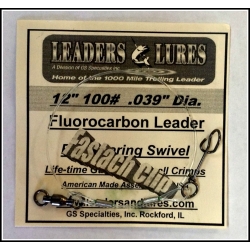 LEADERS & LURES
A Division of GS Specialties Inc
Home of the 1000 Mile Trolling Leader
12" 100# .039" Dia.
Fluorocarbon Leader
Fastach Clip
Swivel
Life-time Crimps
American Made
GS Specialties, Inc. Rockford, IL